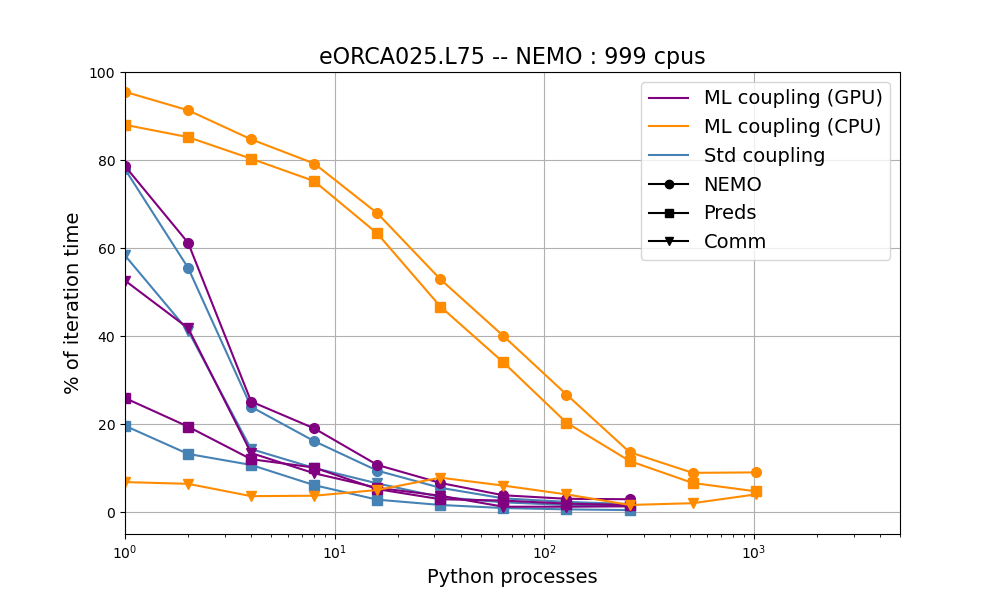 eORCA025.L75 -- NEMO : 999 cpus
100
80
60
40
20
0
% of iteration time
ML coupling (GPU)
ML coupling (CPU)
Std coupling
NEMO
Preds
Comm
10⁰
10¹
10²
10³
Python processes